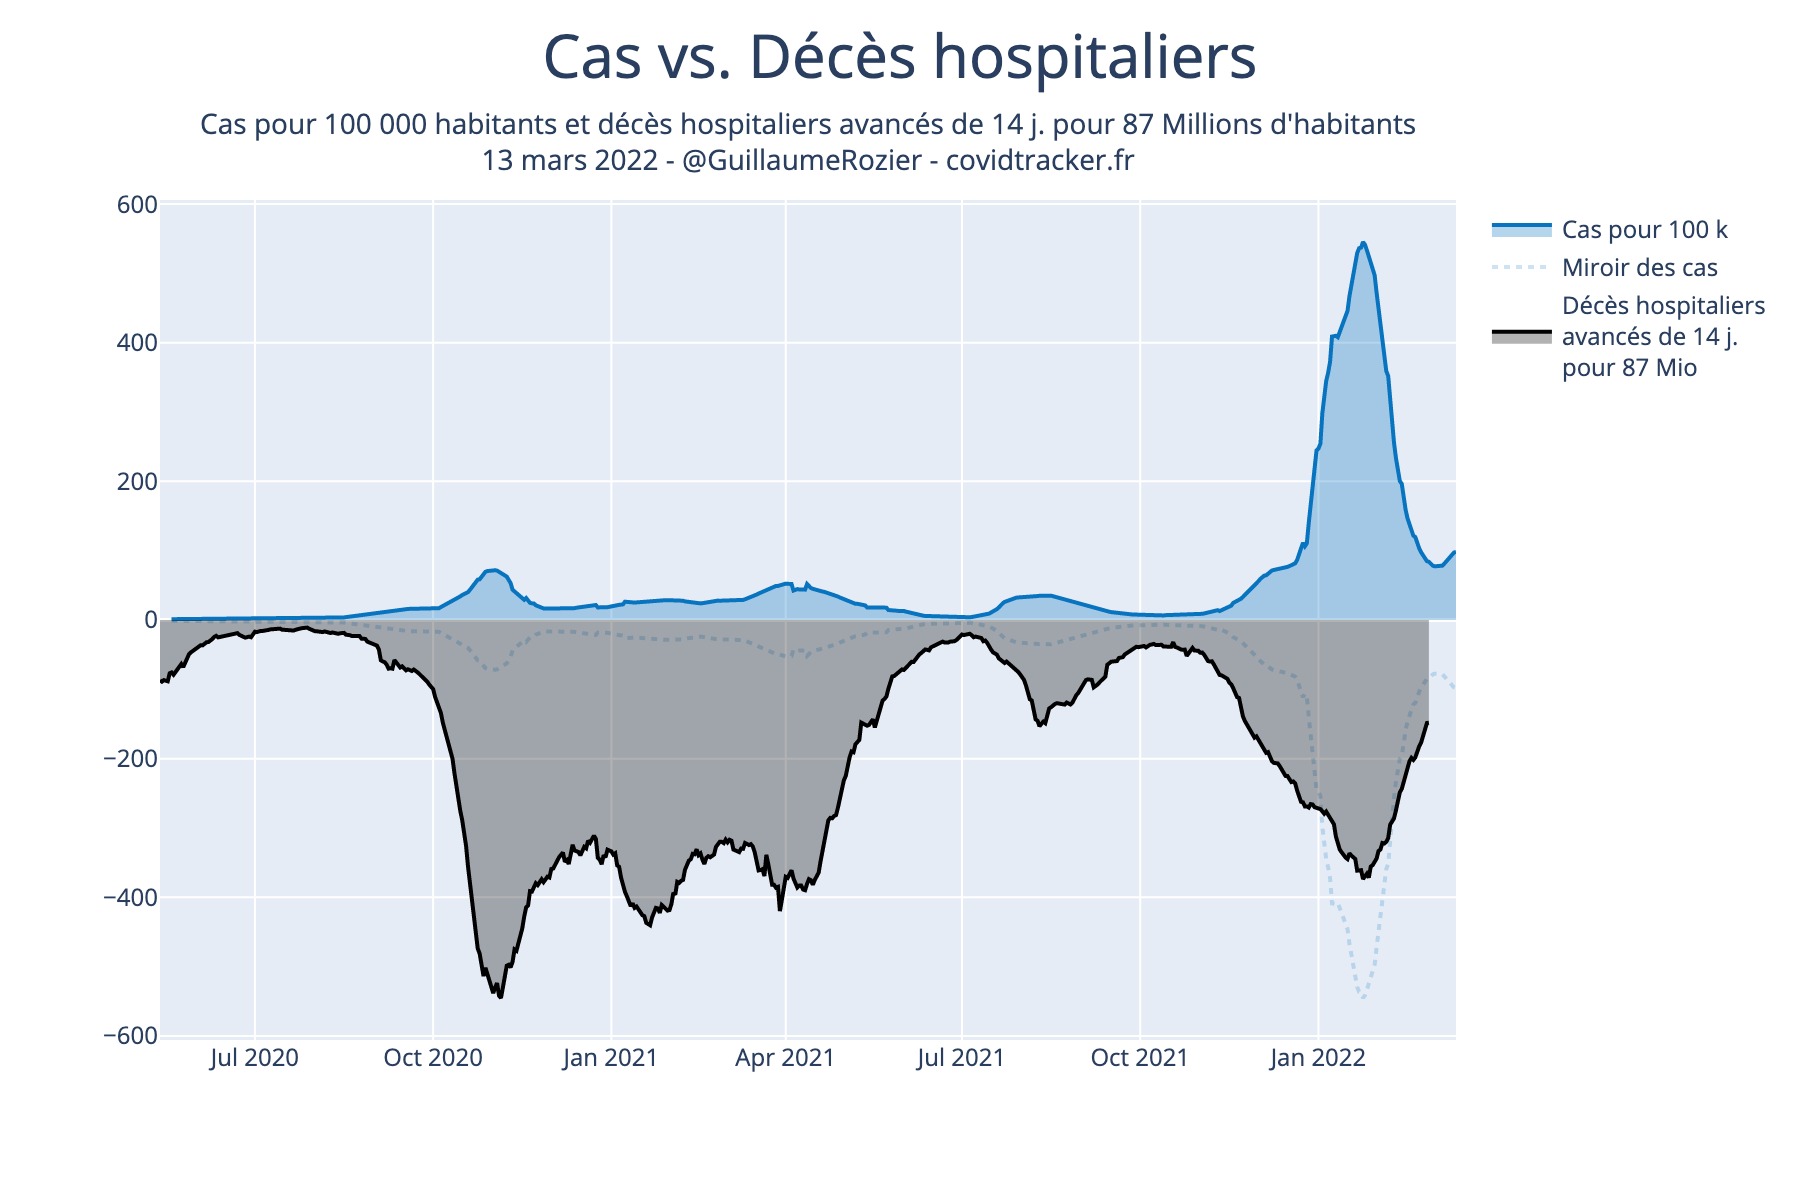 Cas vs. Décès hospitaliers
Cas pour 100 000 habitants et décès hospitaliers avancés de 14 j. pour 87 Millions d'habitants
13 mars 2022 - @GuillaumeRozier - covidtracker.fr
600
400
200
0
−200
−400
−600
Jul 2020
Oct 2020
Jan 2021
Apr 2021
Jul 2021
Oct 2021
Jan 2022
Cas pour 100 k
Miroir des cas
Décès hospitaliers
avancés de 14 j.
pour 87 Mio